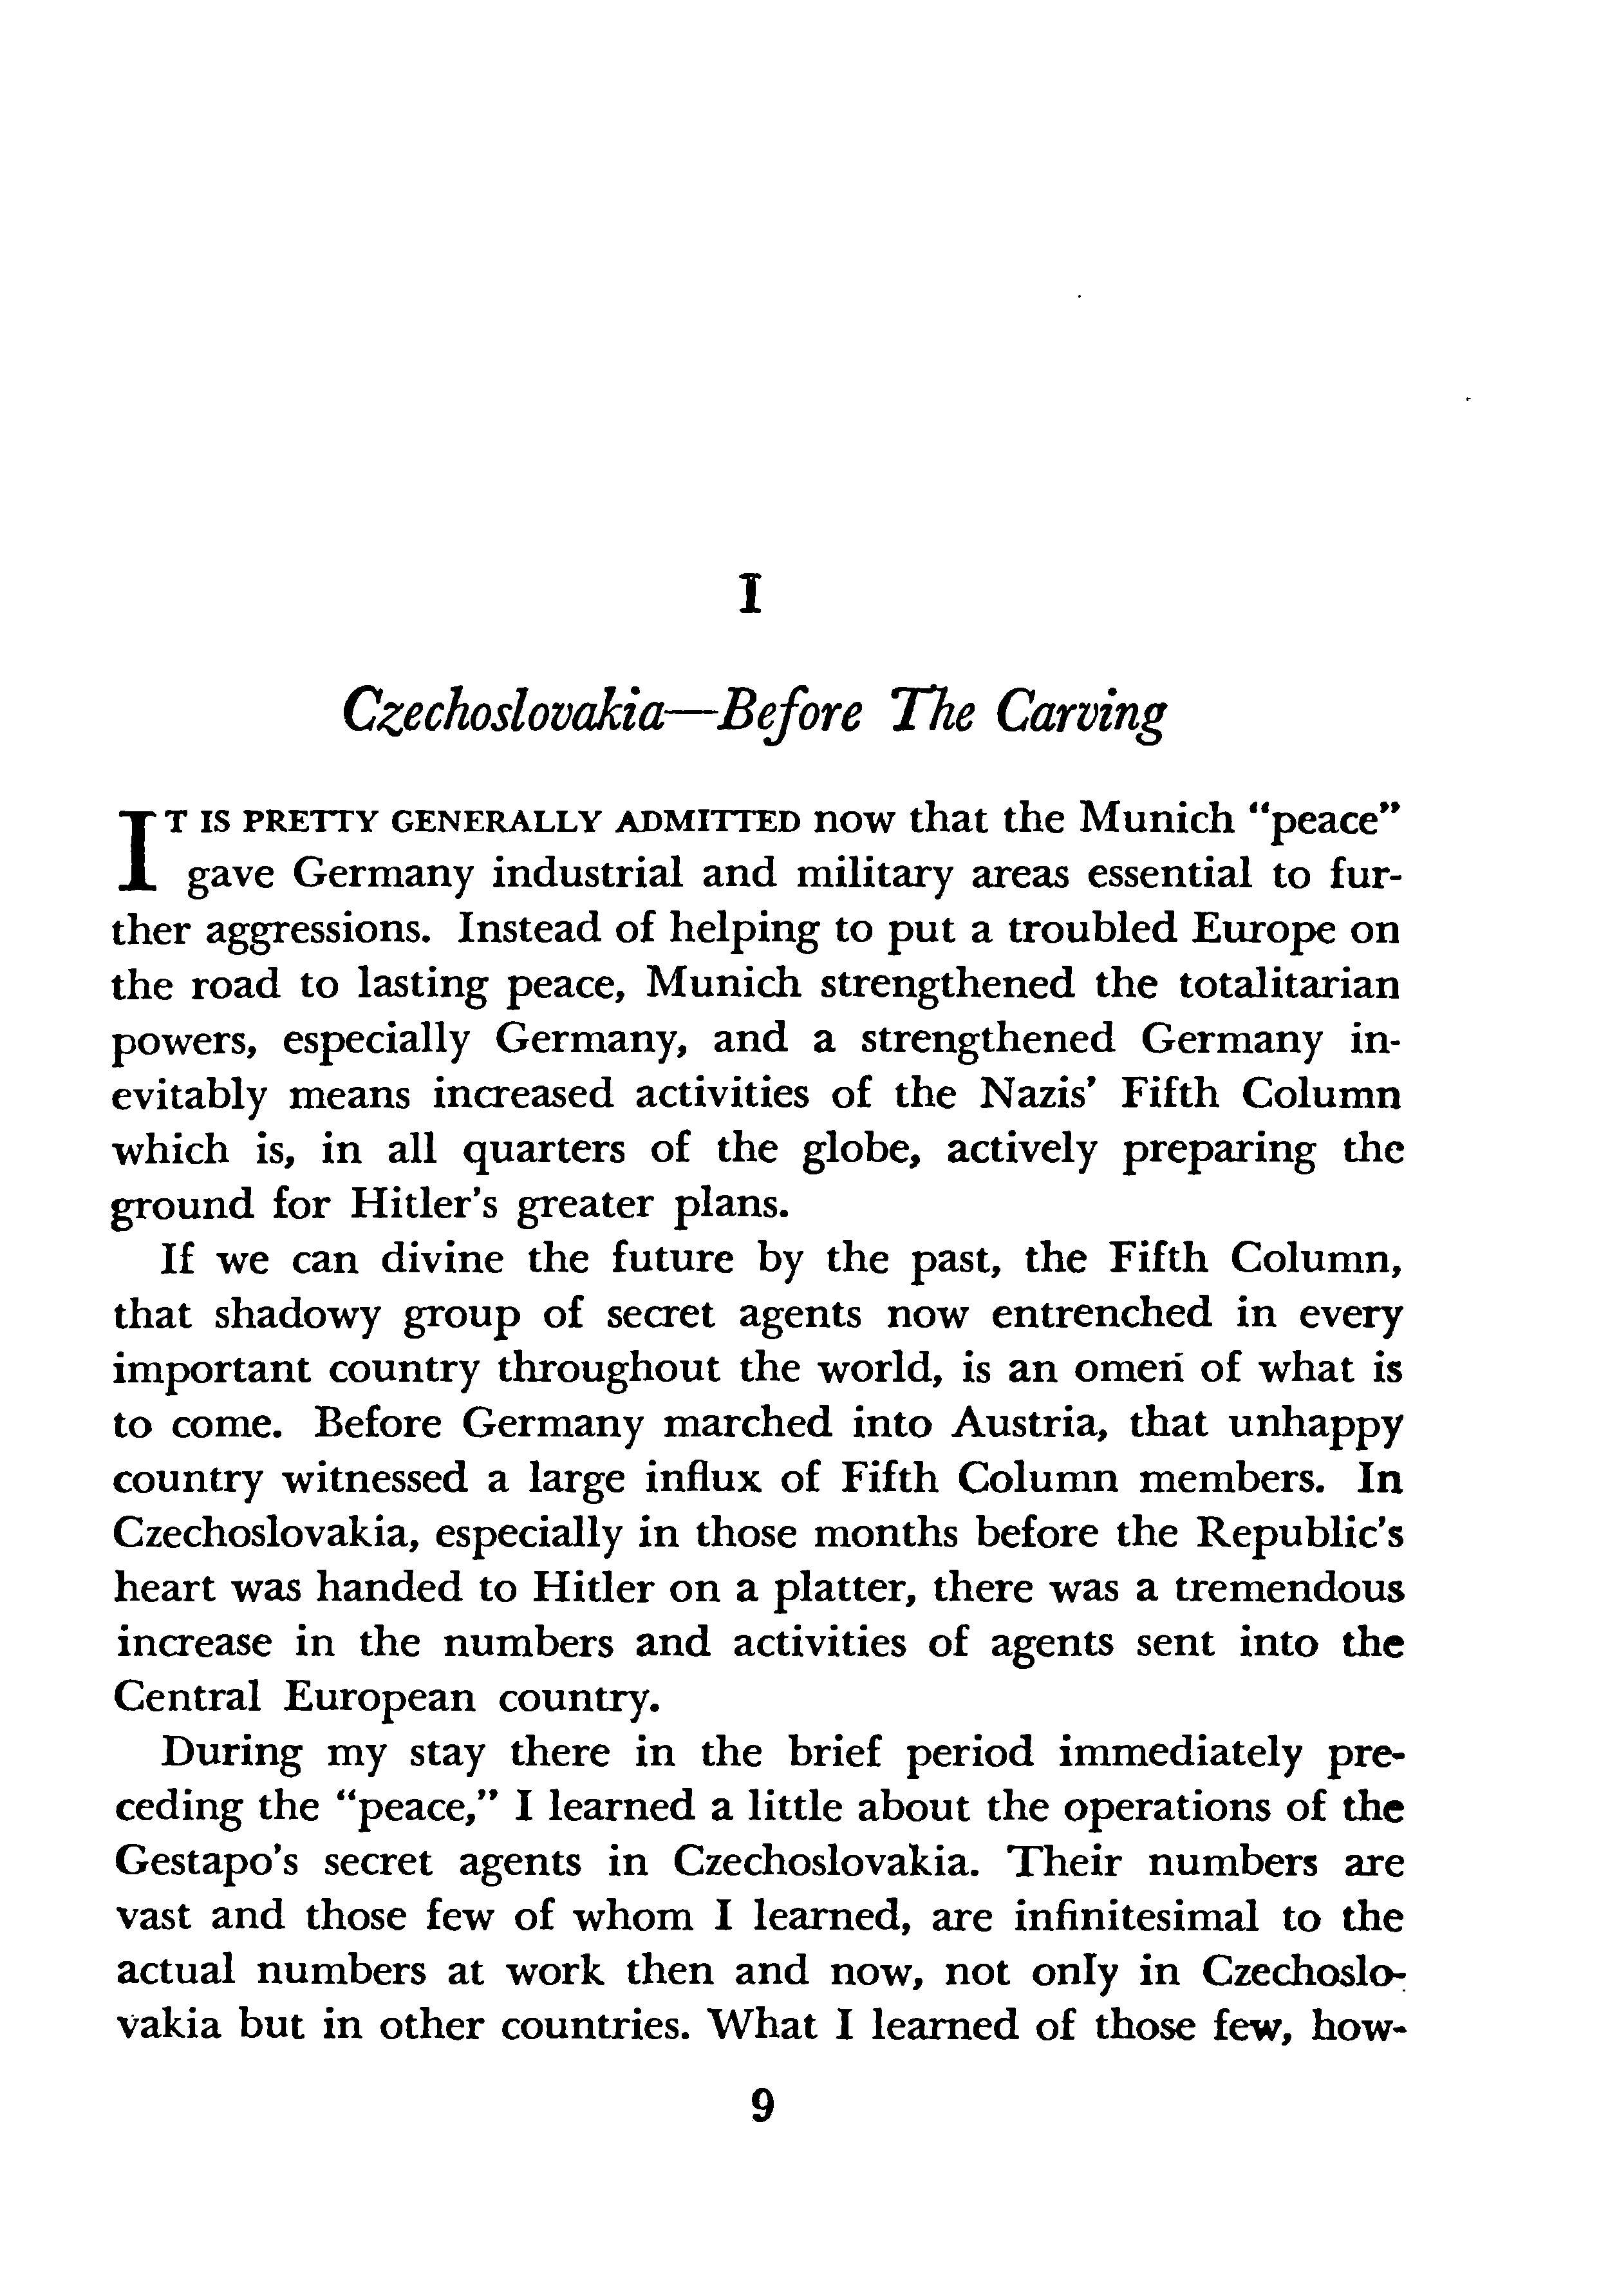 I
Czechoslovakia—Before The Carving
IT IS PRETTY GENERALLY ADMITTED now that the Munich “peace”
gave Germany industrial and military areas essential to fur-
ther aggressions. Instead of helping to put a troubled Europe on
the road to lasting peace, Munich strengthened the totalitarian
powers, especially Germany, and a strengthened Germany in-
evitably means increased activities of the Nazis’ Fifth Column
which is, in all quarters of the globe, actively preparing the
ground for Hitler’s greater plans.
If we can divine the future by the past, the Fifth Column,
that shadowy group of secret agents now entrenched in every
important country throughout the world, is an omen of what is
to come. Before Germany marched into Austria, that unhappy
country witnessed a large influx of Fifth Column members. In
Czechoslovakia, especially in those months before the Republic’s
heart was handed to Hitler on a platter, there was a tremendous
increase in the numbers and activities of agents sent into the
Central European country.
During my stay there in the brief period immediately pre-
ceding the “peace,” I learned a little about the operations of the
Gestapo’s secret agents in Czechoslovakia. Their numbers are
vast and those few of whom I learned, are infinitesimal to the
actual numbers at work then and now, not only in Czechoslo-
vakia but in other countries. What I learned of those few, how-
9